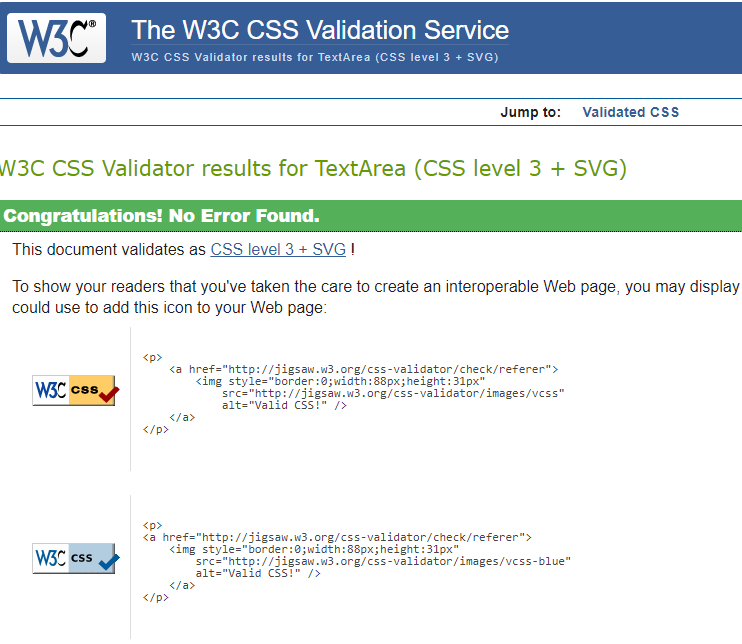 W3C®
The W3C CSS Validation Service
W3C CSS Validator results for TextArea (CSS level 3 + SVG)
Jump to: Validated CSS
W3C CSS Validator results for TextArea (CSS level 3 + SVG)
Congratulations! No Error Found.
This document validates as CSS level 3 + SVG !
To show your readers that you've taken the care to create an interoperable Web page, you may display
could use to add this icon to your Web page:
W3C css
<p>
<a href="http://jigsaw.w3.org/css-validator/check/referer">
<img style="border:0;width:88px;height:31px"
src="http://jigsaw.w3.org/css-validator/images/vcss"
alt="Valid CSS!" />
</a>
</p>
W3C css
<p>
<a href="http://jigsaw.w3.org/css-validator/check/referer">
<img style="border:0;width:88px;height:31px"
src="http://jigsaw.w3.org/css-validator/images/vcss-blue"
alt="Valid CSS!" />
</a>
</p>